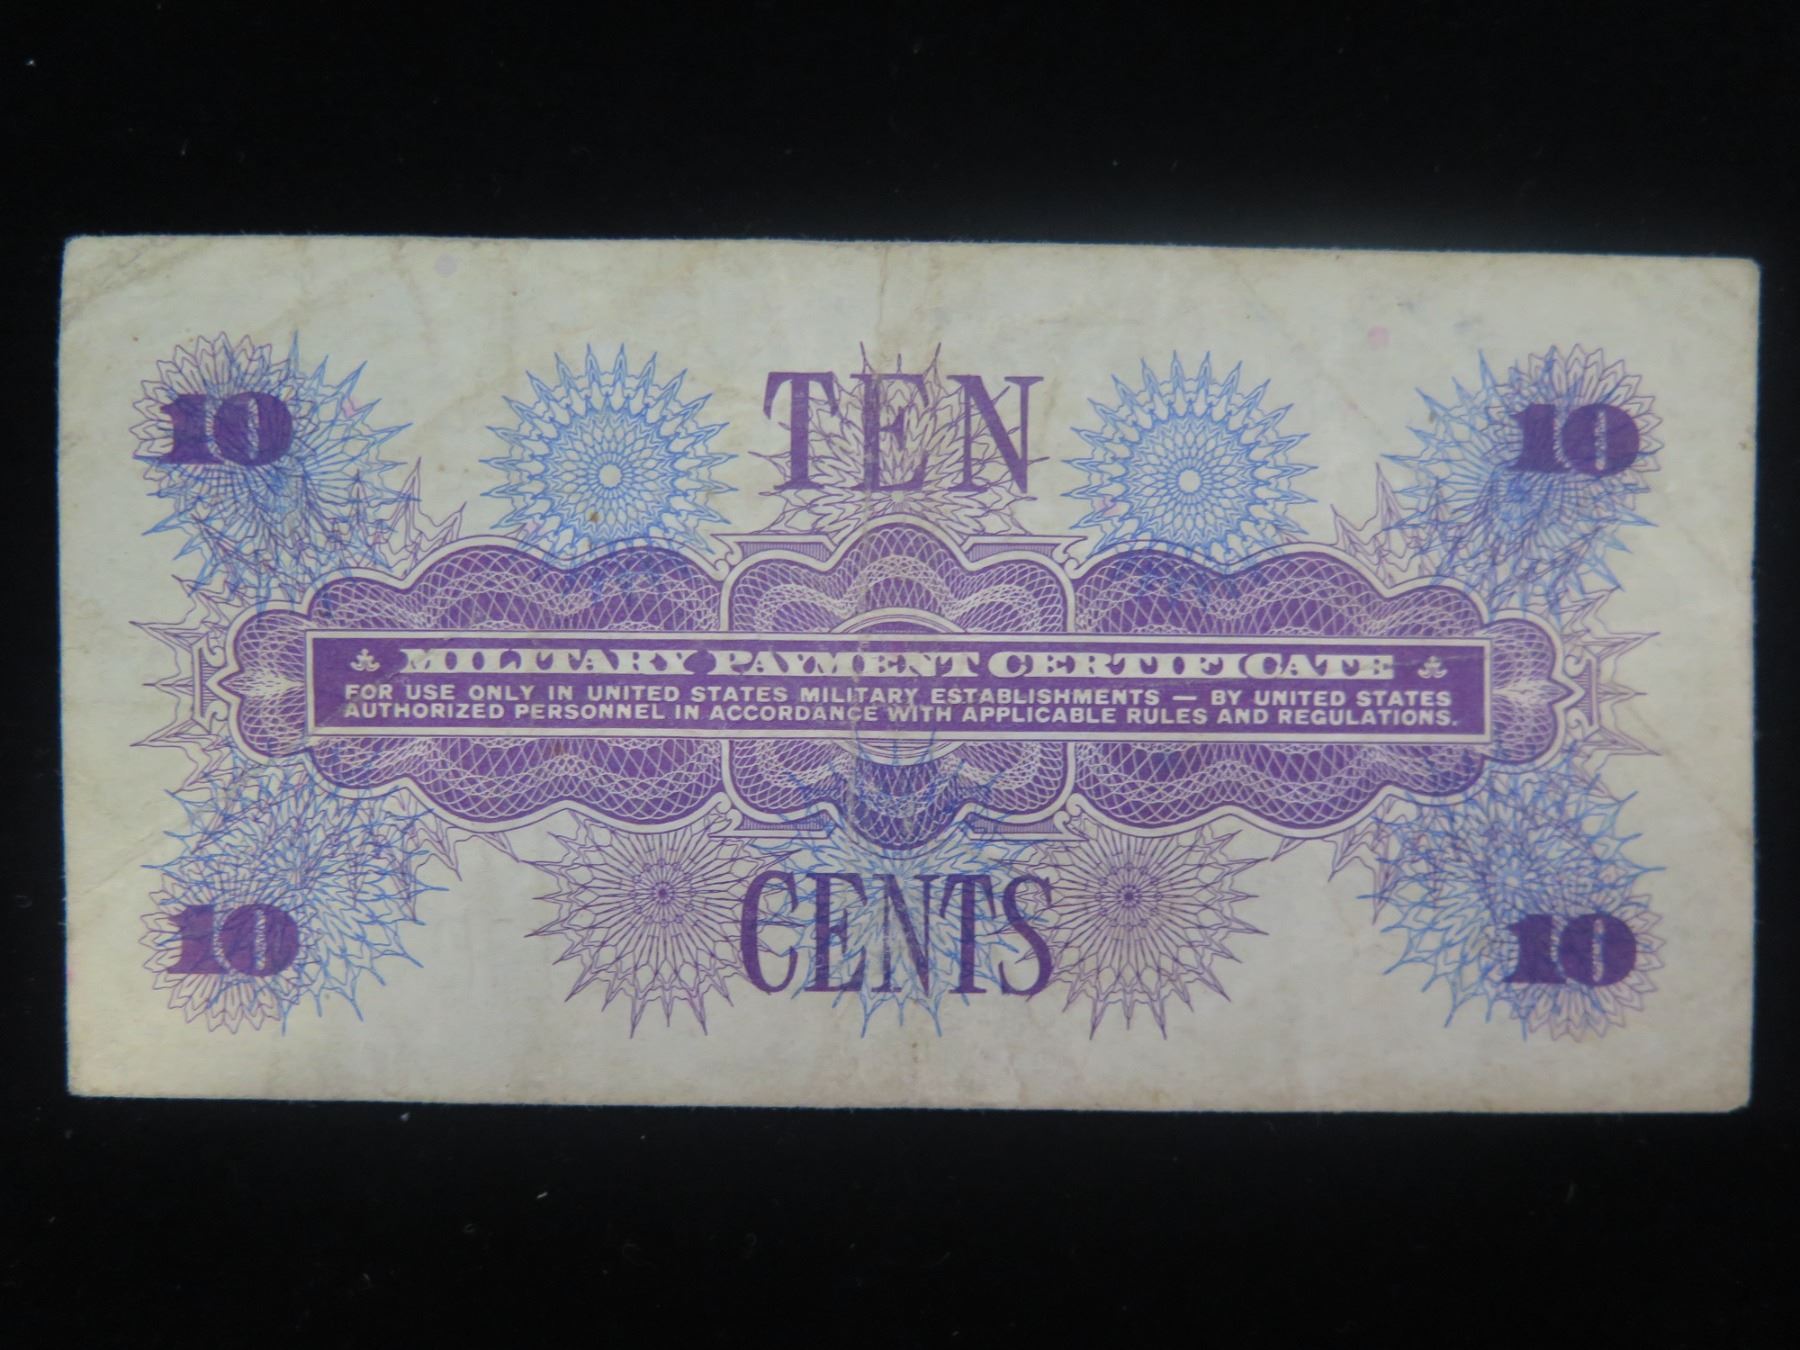 10 TEN 10
MILITARY PAYMENT CERTIFICATE
FOR USE ONLY IN UNITED STATES MILITARY ESTABLISHMENTS — BY UNITED STATES
AUTHORIZED PERSONNEL IN ACCORDANCE WITH APPLICABLE RULES AND REGULATIONS.
10 CENTS 10